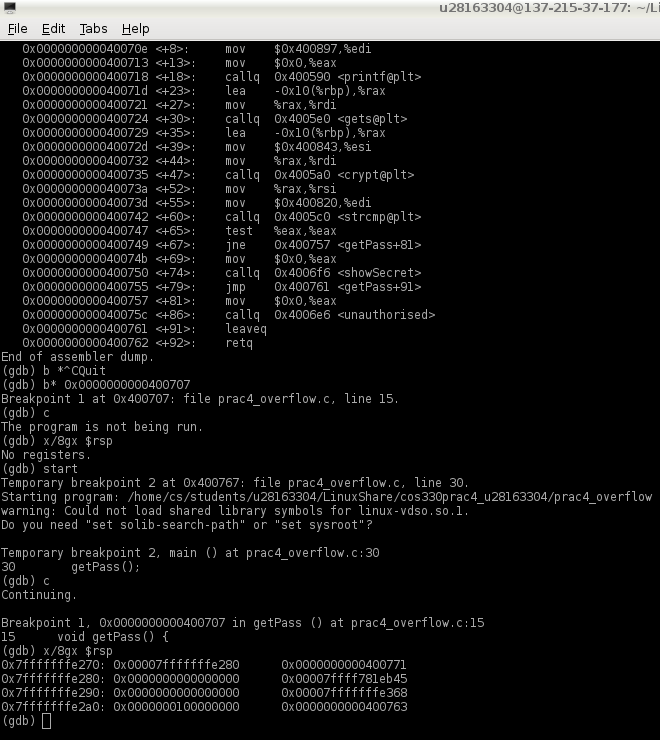 u28163304@137-215-37-177: ~/Li
File Edit Tabs Help
0x000000000040070e <+8>: mov $0x400897,%edi
0x0000000000400713 <+13>: mov $0x0,%eax
0x0000000000400718 <+18>: callq 0x400590 <printf@plt>
0x000000000040071d <+23>: lea -0x10(%rbp),%rax
0x0000000000400721 <+27>: mov %rax,%rdi
0x0000000000400724 <+30>: callq 0x4005e0 <gets@plt>
0x0000000000400729 <+35>: lea -0x10(%rbp),%rax
0x000000000040072d <+39>: mov $0x400843,%esi
0x0000000000400732 <+44>: mov %rax,%rdi
0x0000000000400735 <+47>: callq 0x4005a0 <crypt@plt>
0x000000000040073a <+52>: mov %rax,%rsi
0x000000000040073d <+55>: mov $0x400820,%edi
0x0000000000400742 <+60>: callq 0x4005c0 <strcmp@plt>
0x0000000000400747 <+65>: test %eax,%eax
0x0000000000400749 <+67>: jne 0x400757 <getPass+81>
0x000000000040074b <+69>: mov $0x0,%eax
0x0000000000400750 <+74>: callq 0x4006f6 <showSecret>
0x0000000000400755 <+79>: jmp 0x400761 <getPass+91>
0x0000000000400757 <+81>: mov $0x0,%eax
0x000000000040075c <+86>: callq 0x4006e6 <unauthorised>
0x0000000000400761 <+91>: leaveq
0x0000000000400762 <+92>: retq
End of assembler dump.
(gdb) b *^CQuit
(gdb) b* 0x0000000000400707
Breakpoint 1 at 0x400707: file prac4_overflow.c, line 15.
(gdb) c
The program is not being run.
(gdb) x/8gx $rsp
No registers.
(gdb) start
Temporary breakpoint 2 at 0x400767: file prac4_overflow.c, line 30.
Starting program: /home/cs/students/u28163304/LinuxShare/cos330prac4_u28163304/prac4_overflow
warning: Could not load shared library symbols for linux-vdso.so.1.
Do you need "set solib-search-path" or "set sysroot"?
Temporary breakpoint 2, main () at prac4_overflow.c:30
30 getPass();
(gdb) c
Continuing.
Breakpoint 1, 0x0000000000400707 in getPass () at prac4_overflow.c:15
15 void getPass() {
(gdb) x/8gx $rsp
0x7fffffffe270: 0x00007fffffffe280 0x0000000000400771
0x7fffffffe280: 0x0000000000000000 0x00007ffff781eb45
0x7fffffffe290: 0x0000000000000000 0x00007fffffffe368
0x7fffffffe2a0: 0x0000000100000000 0x0000000000400763
(gdb)